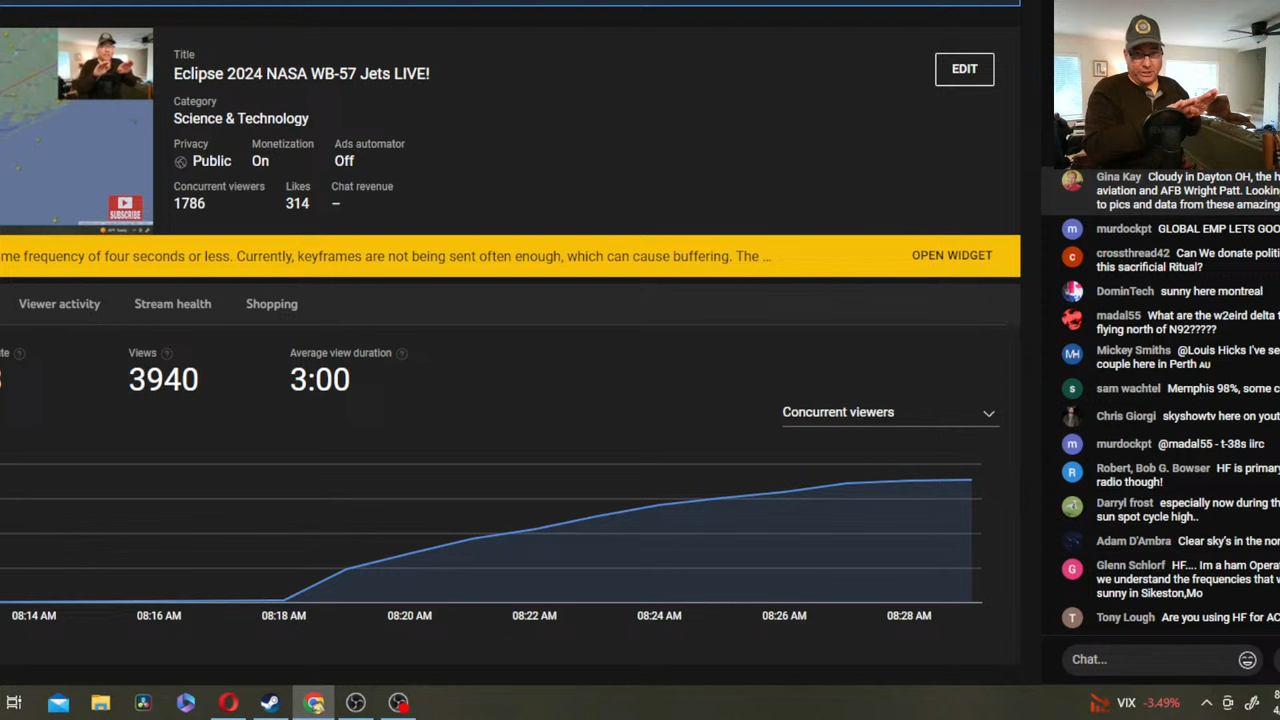 Title
Eclipse 2024 NASA WB-57 Jets LIVE!
EDIT
Category
Science & Technology
Privacy Monetization Ads automator
Public On Off
Concurrent viewers Likes Chat revenue
1786 314 –
SUBSCRIBE
me frequency of four seconds or less. Currently, keyframes are not being sent often enough, which can cause buffering. The ...
OPEN WIDGET
Viewer activity Stream health Shopping
te Views Average view duration
3940 3:00
Concurrent viewers
08:14 AM 08:16 AM 08:18 AM 08:20 AM 08:22 AM 08:24 AM 08:26 AM 08:28 AM
Gina Kay Cloudy in Dayton OH, the h
aviation and AFB Wright Patt. Looking
to pics and data from these amazing
m
murdockpt GLOBAL EMP LETS GOO
c
crossthread42 Can We donate politi
this sacrificial Ritual?
DominTech sunny here montreal
madal55 What are the w2eird delta t
flying north of N92?????
MH
Mickey Smiths @Louis Hicks I've se
couple here in Perth AU
s
sam wachtel Memphis 98%, some c
Chris Giorgi skyshowtv here on yout
m
murdockpt @madal55 - t-38s iirc
R
Robert, Bob G. Bowser HF is primary
radio though!
Darryl frost especially now during th
sun spot cycle high..
Adam D'Ambra Clear sky's in the nor
G
Glenn Schlorf HF.... Im a ham Opera
we understand the frequencies that
sunny in Sikeston,Mo
T
Tony Lough Are you using HF for AC
Chat...
VIX -3.49%